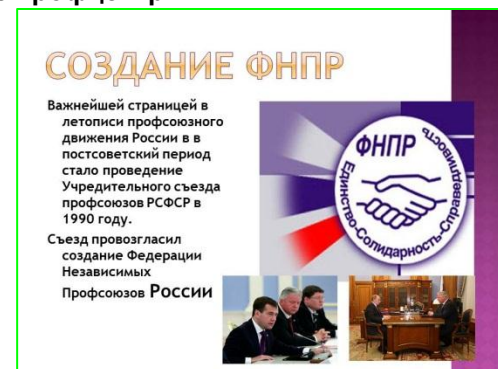 СОЗДАНИЕ ФНПР
Важнейшей страницей в
летописи профсоюзного
движения России в в
постсоветский период
стало проведение
Учредительного съезда
профсоюзов РСФСР в
1990 году.
Съезд провозгласил
создание Федерации
Независимых
Профсоюзов России
ФНПР
Единство-Солидарность-Справедливость